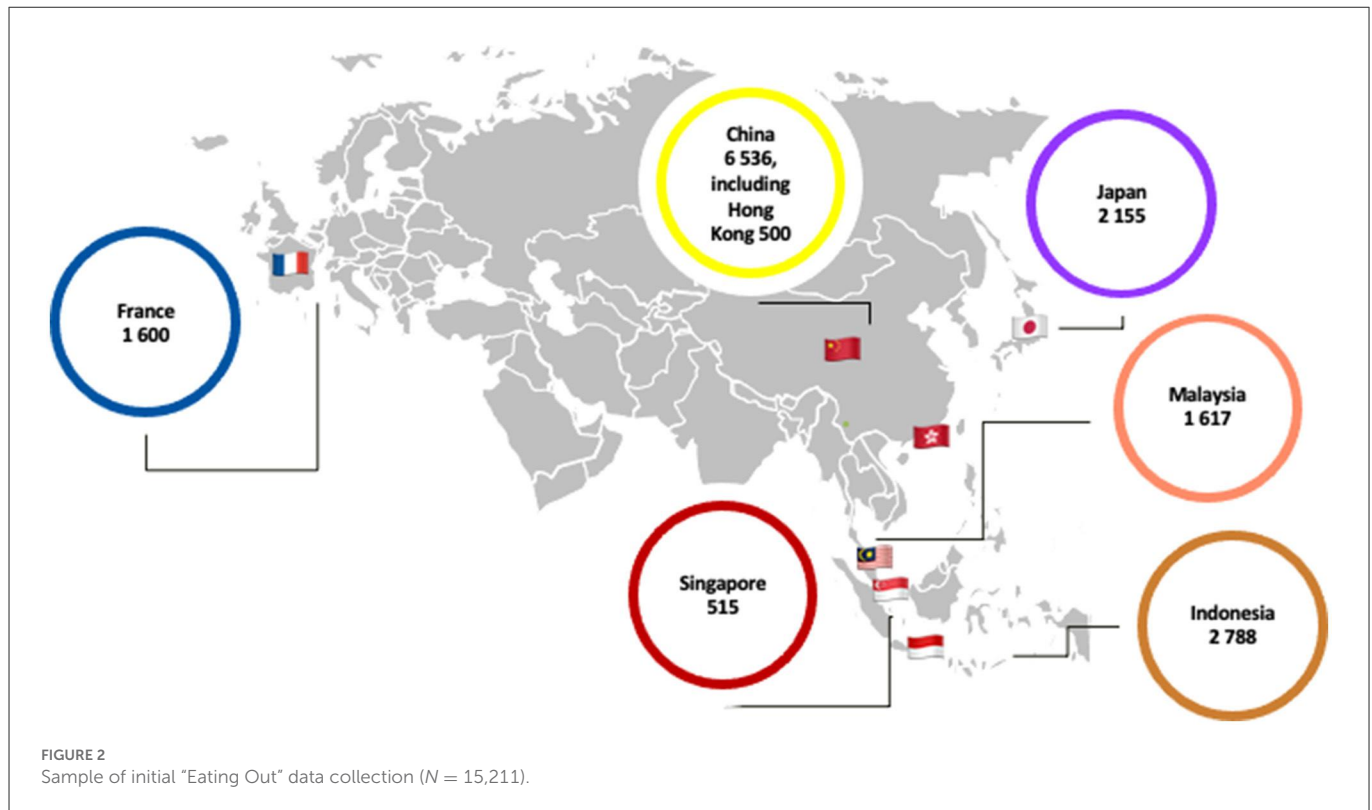 China
6 536,
including
Hong
Kong 500
Japan
2 155
France
1 600
Malaysia
1 617
Singapore
515
Indonesia
2 788
FIGURE 2
Sample of initial "Eating Out" data collection (N = 15,211).